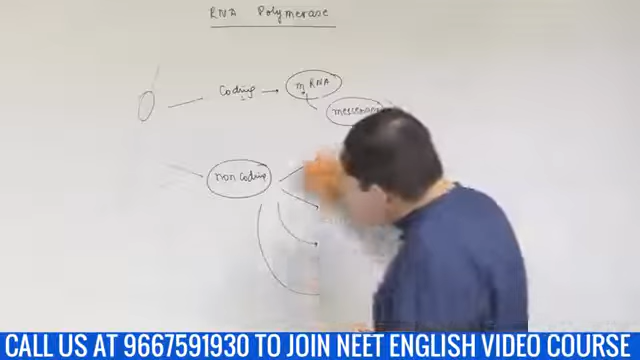 RNA Polymerase
Coding
mRNA
messenger
non coding
CALL US AT 9667591930 TO JOIN NEET ENGLISH VIDEO COURSE